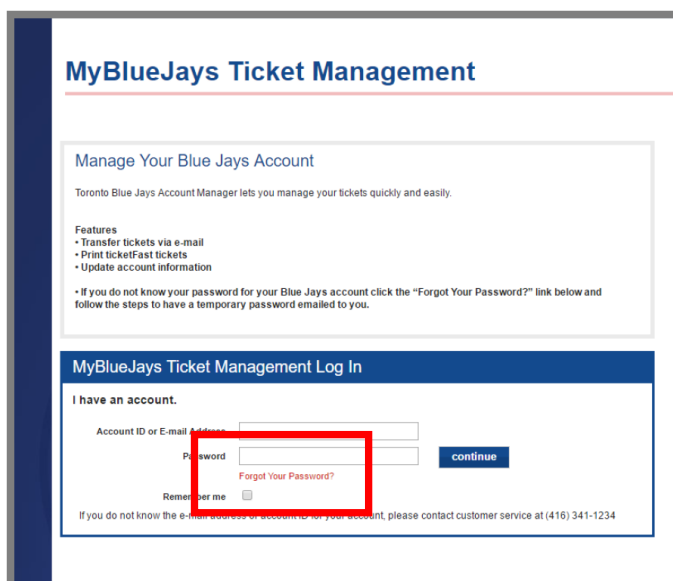 MyBlueJays Ticket Management
Manage Your Blue Jays Account
Toronto Blue Jays Account Manager lets you manage your tickets quickly and easily.
Features
• Transfer tickets via e-mail
• Print ticketFast tickets
• Update account information
• If you do not know your password for your Blue Jays account click the “Forgot Your Password?” link below and
follow the steps to have a temporary password emailed to you.
MyBlueJays Ticket Management Log In
I have an account.
Account ID or E-mail Address
Password
continue
Forgot Your Password?
Remember me
If you do not know the e-mail address or account ID for your account, please contact customer service at (416) 341-1234